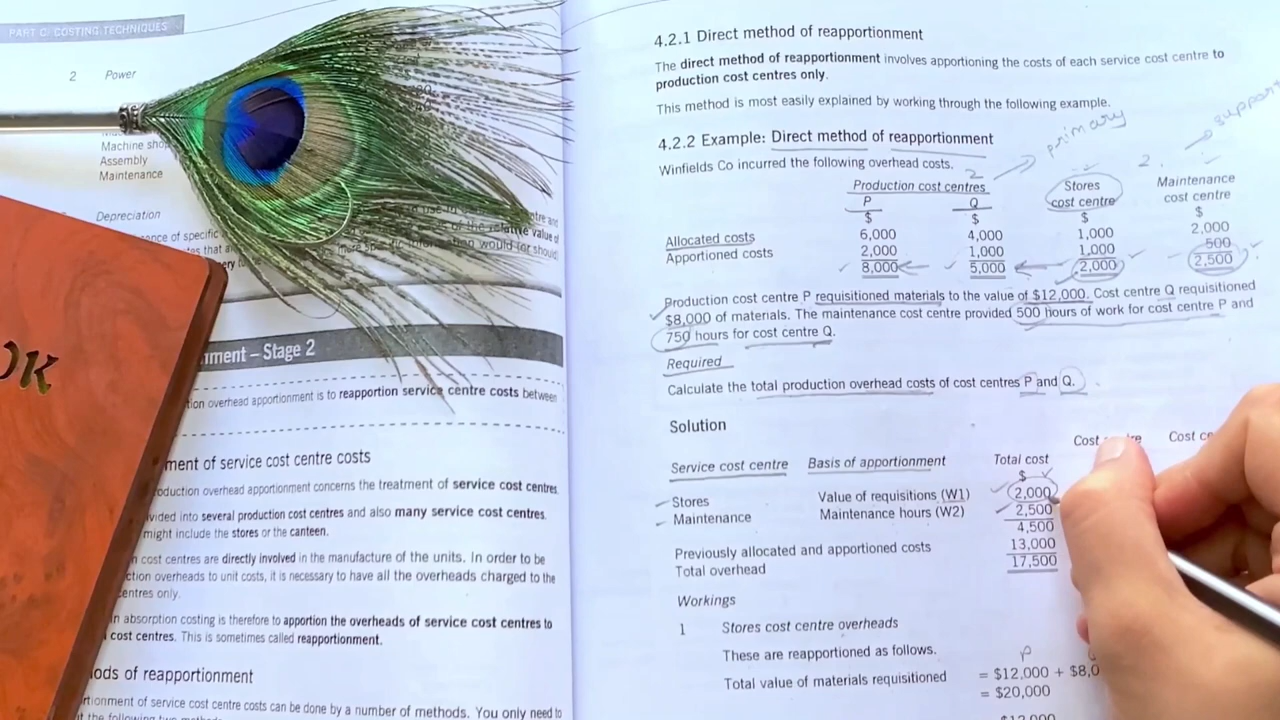 PART C: COSTING TECHNIQUES
2 Power
Machine shop
Assembly
Maintenance
Depreciation
nment – Stage 2
tion overhead apportionment is to reapportion service centre costs between
ment of service cost centre costs
oduction overhead apportionment concerns the treatment of service cost centres
vided into several production cost centres and also many service cost centres.
might include the stores or the canteen.
n cost centres are directly involved in the manufacture of the units. In order to be
ction overheads to unit costs, it is necessary to have all the overheads charged to the
entres only.
n absorption costing is therefore to apportion the overheads of service cost centres to
cost centres. This is sometimes called reapportionment.
ods of reapportionment
rtionment of service cost centre costs can be done by a number of methods. You only need to
OK
4.2.1 Direct method of reapportionment
The direct method of reapportionment involves apportioning the costs of each service cost centre to
production cost centres only.
This method is most easily explained by working through the following example.
primary
support
4.2.2 Example: Direct method of reapportionment
Winfields Co incurred the following overhead costs.
2
2.
Production cost centres Stores Maintenance
P Q cost centre cost centre
$ $ $ $
Allocated costs 6,000 4,000 1,000 2,000
Apportioned costs 2,000 1,000 1,000 500
8,000 5,000 2,000 2,500
Production cost centre P requisitioned materials to the value of $12,000. Cost centre Q requisitioned
$8,000 of materials. The maintenance cost centre provided 500 hours of work for cost centre P and
750 hours for cost centre Q.
Required
Calculate the total production overhead costs of cost centres P and Q.
Solution
Cost Cost
Service cost centre Basis of apportionment Total cost
$
Stores Value of requisitions (W1) 2,000
Maintenance Maintenance hours (W2) 2,500
4,500
Previously allocated and apportioned costs 13,000
Total overhead 17,500
Workings
1 Stores cost centre overheads
These are reapportioned as follows.
P
Total value of materials requisitioned = $12,000 + $8,0
= $20,000